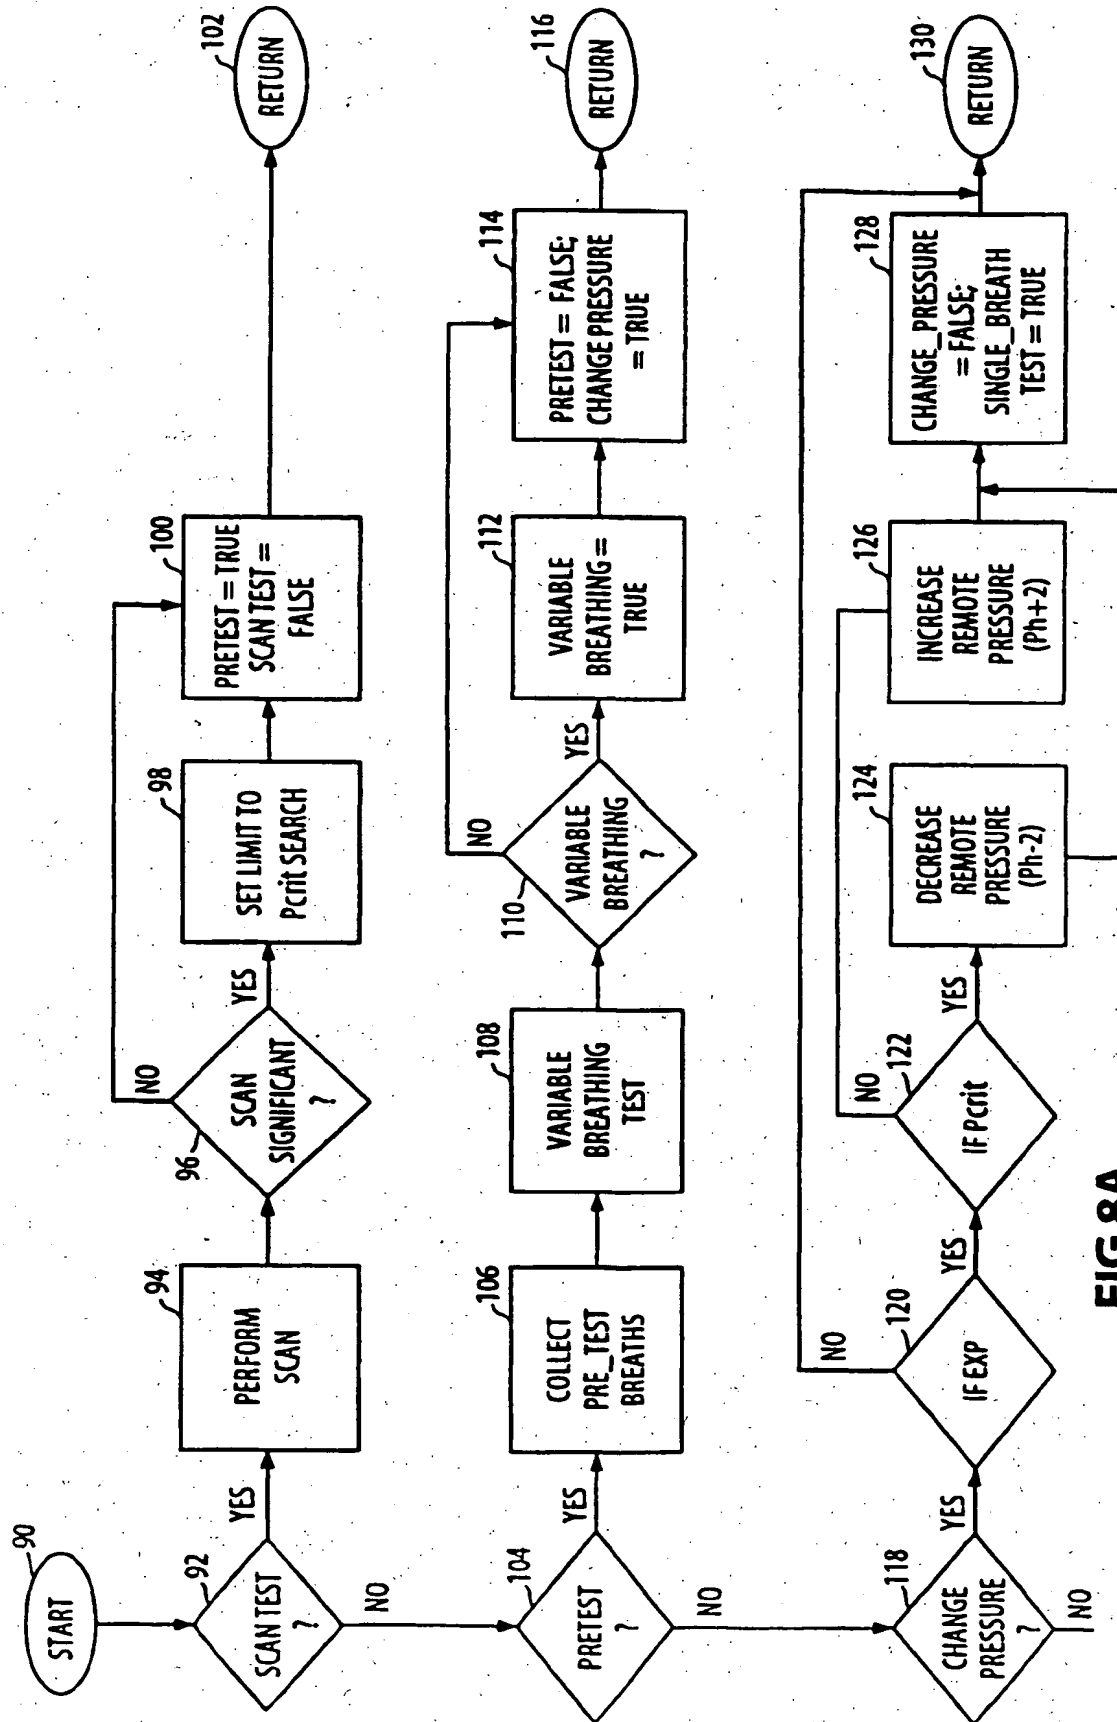 90
START
92
SCAN TEST
?
YES
NO
94
PERFORM
SCAN
96
SCAN
SIGNIFICANT
?
YES
NO
98
SET LIMIT TO
Pcrit SEARCH
100
PRETEST = TRUE
SCAN TEST =
FALSE
102
RETURN
104
PRETEST
?
YES
NO
106
COLLECT
PRE_TEST
BREATHS
108
VARIABLE
BREATHING
TEST
110
VARIABLE
BREATHING
?
YES
NO
112
VARIABLE
BREATHING =
TRUE
114
PRETEST = FALSE;
CHANGE PRESSURE
= TRUE
116
RETURN
118
CHANGE
PRESSURE
?
YES
NO
120
IF EXP
YES
NO
122
IF Pcrit
YES
NO
124
DECREASE
REMOTE
PRESSURE
(Ph-2)
126
INCREASE
REMOTE
PRESSURE
(Ph+2)
128
CHANGE_PRESSURE
= FALSE;
SINGLE_BREATH
TEST = TRUE
130
RETURN
FIG.8A